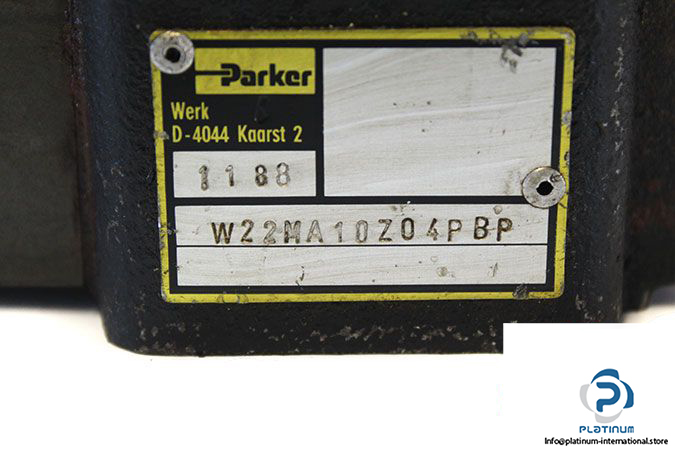 Parker
Werk
D-4044 Kaarst 2
1188
W22MA10Z04PBP
PLATINUM
Info@platinum-international.store